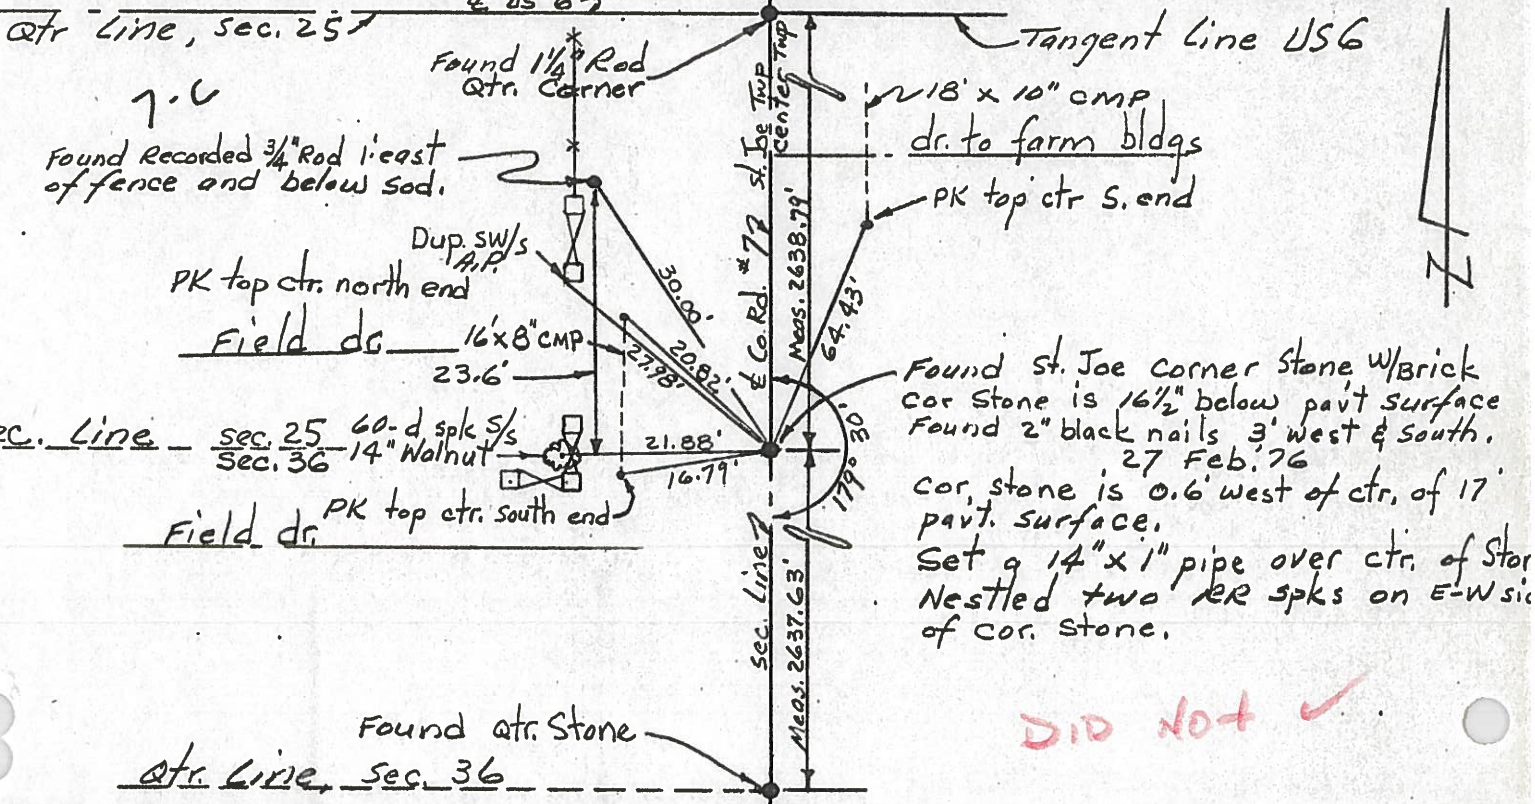 ℄ US 6
Qtr Line, Sec. 25
Tangent Line US6
Found 1¼" Rod
Qtr. Corner
St. Joe Twp
Center Twp
18' x 10" CMP
dr. to farm bldgs
Found Recorded ¾" Rod 1' east
of fence and below sod.
PK top ctr S. end
Dup. SW/s
A.P.
PK top ctr. north end
30.00'
℄ Co. Rd. #77
Meas. 2638.79'
64.43'
Field dr.
16'x8" CMP
20.82'
27.98'
23.6'
Found St. Joe Corner Stone W/Brick
Cor Stone is 16½" below pav't surface
Found 2" black nails 3' west & South.
27 Feb. '76
Cor. Stone is 0.6' west of ctr. of 17'
pavt. surface.
Set a 14" x 1" pipe over ctr. of Stor
Nestled two RR spks on E-W sid
of Cor. Stone.
ec. Line
Sec. 25
Sec. 36
60-d spk S/s
14" Walnut
21.88'
16.79'
179° 30'
PK top ctr. South end
Field dr.
Sec. Line
Meas. 2637.63'
DID NOT ✓
Found Qtr. Stone
Qtr. Line, Sec. 36